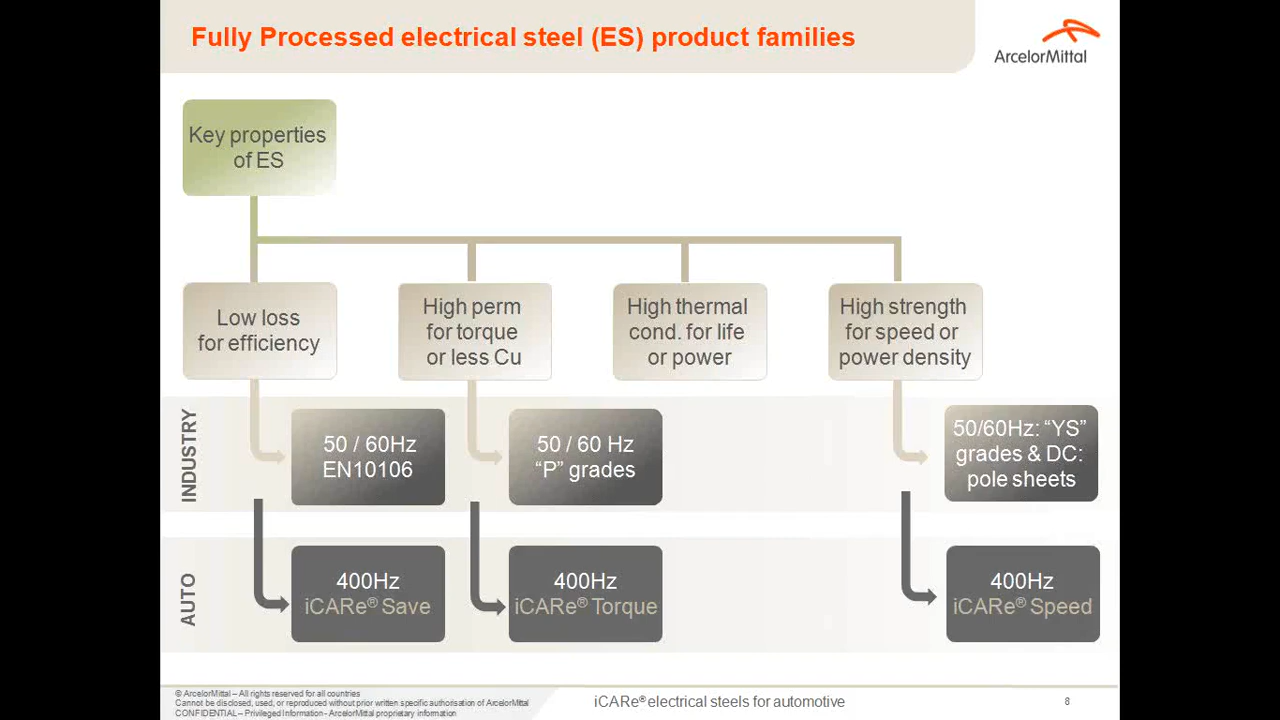 Fully Processed electrical steel (ES) product families
ArcelorMittal
Key properties
of ES
Low loss
for efficiency
High perm
for torque
or less Cu
High thermal
cond. for life
or power
High strength
for speed or
power density
INDUSTRY
50 / 60Hz
EN10106
50 / 60 Hz
“P” grades
50/60Hz: “YS”
grades & DC:
pole sheets
AUTO
400Hz
iCARe® Save
400Hz
iCARe® Torque
400Hz
iCARe® Speed
© ArcelorMittal – All rights reserved for all countries
Cannot be disclosed, used, or reproduced without prior written specific authorisation of ArcelorMittal
CONFIDENTIAL – Privileged Information - ArcelorMittal proprietary information
iCARe® electrical steels for automotive
8